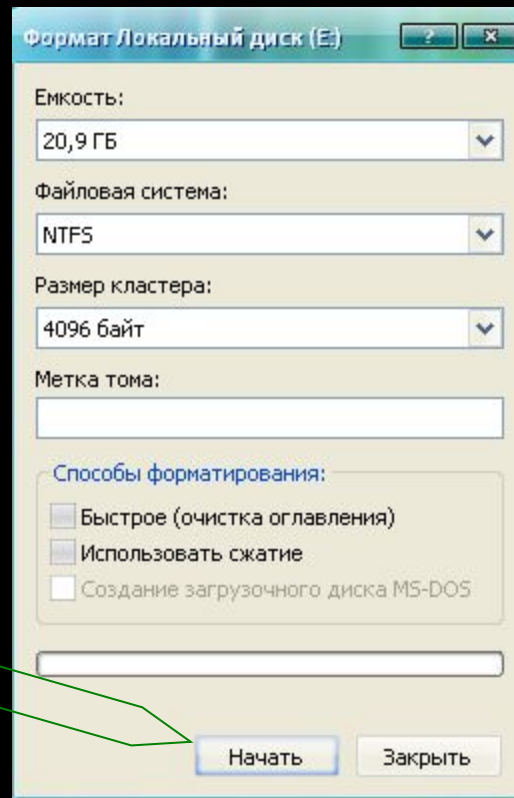 Формат Локальный диск (E:)
Емкость:
20,9 ГБ
Файловая система:
NTFS
Размер кластера:
4096 байт
Метка тома:
Способы форматирования:
Быстрое (очистка оглавления)
Использовать сжатие
Создание загрузочного диска MS-DOS
Начать Закрыть